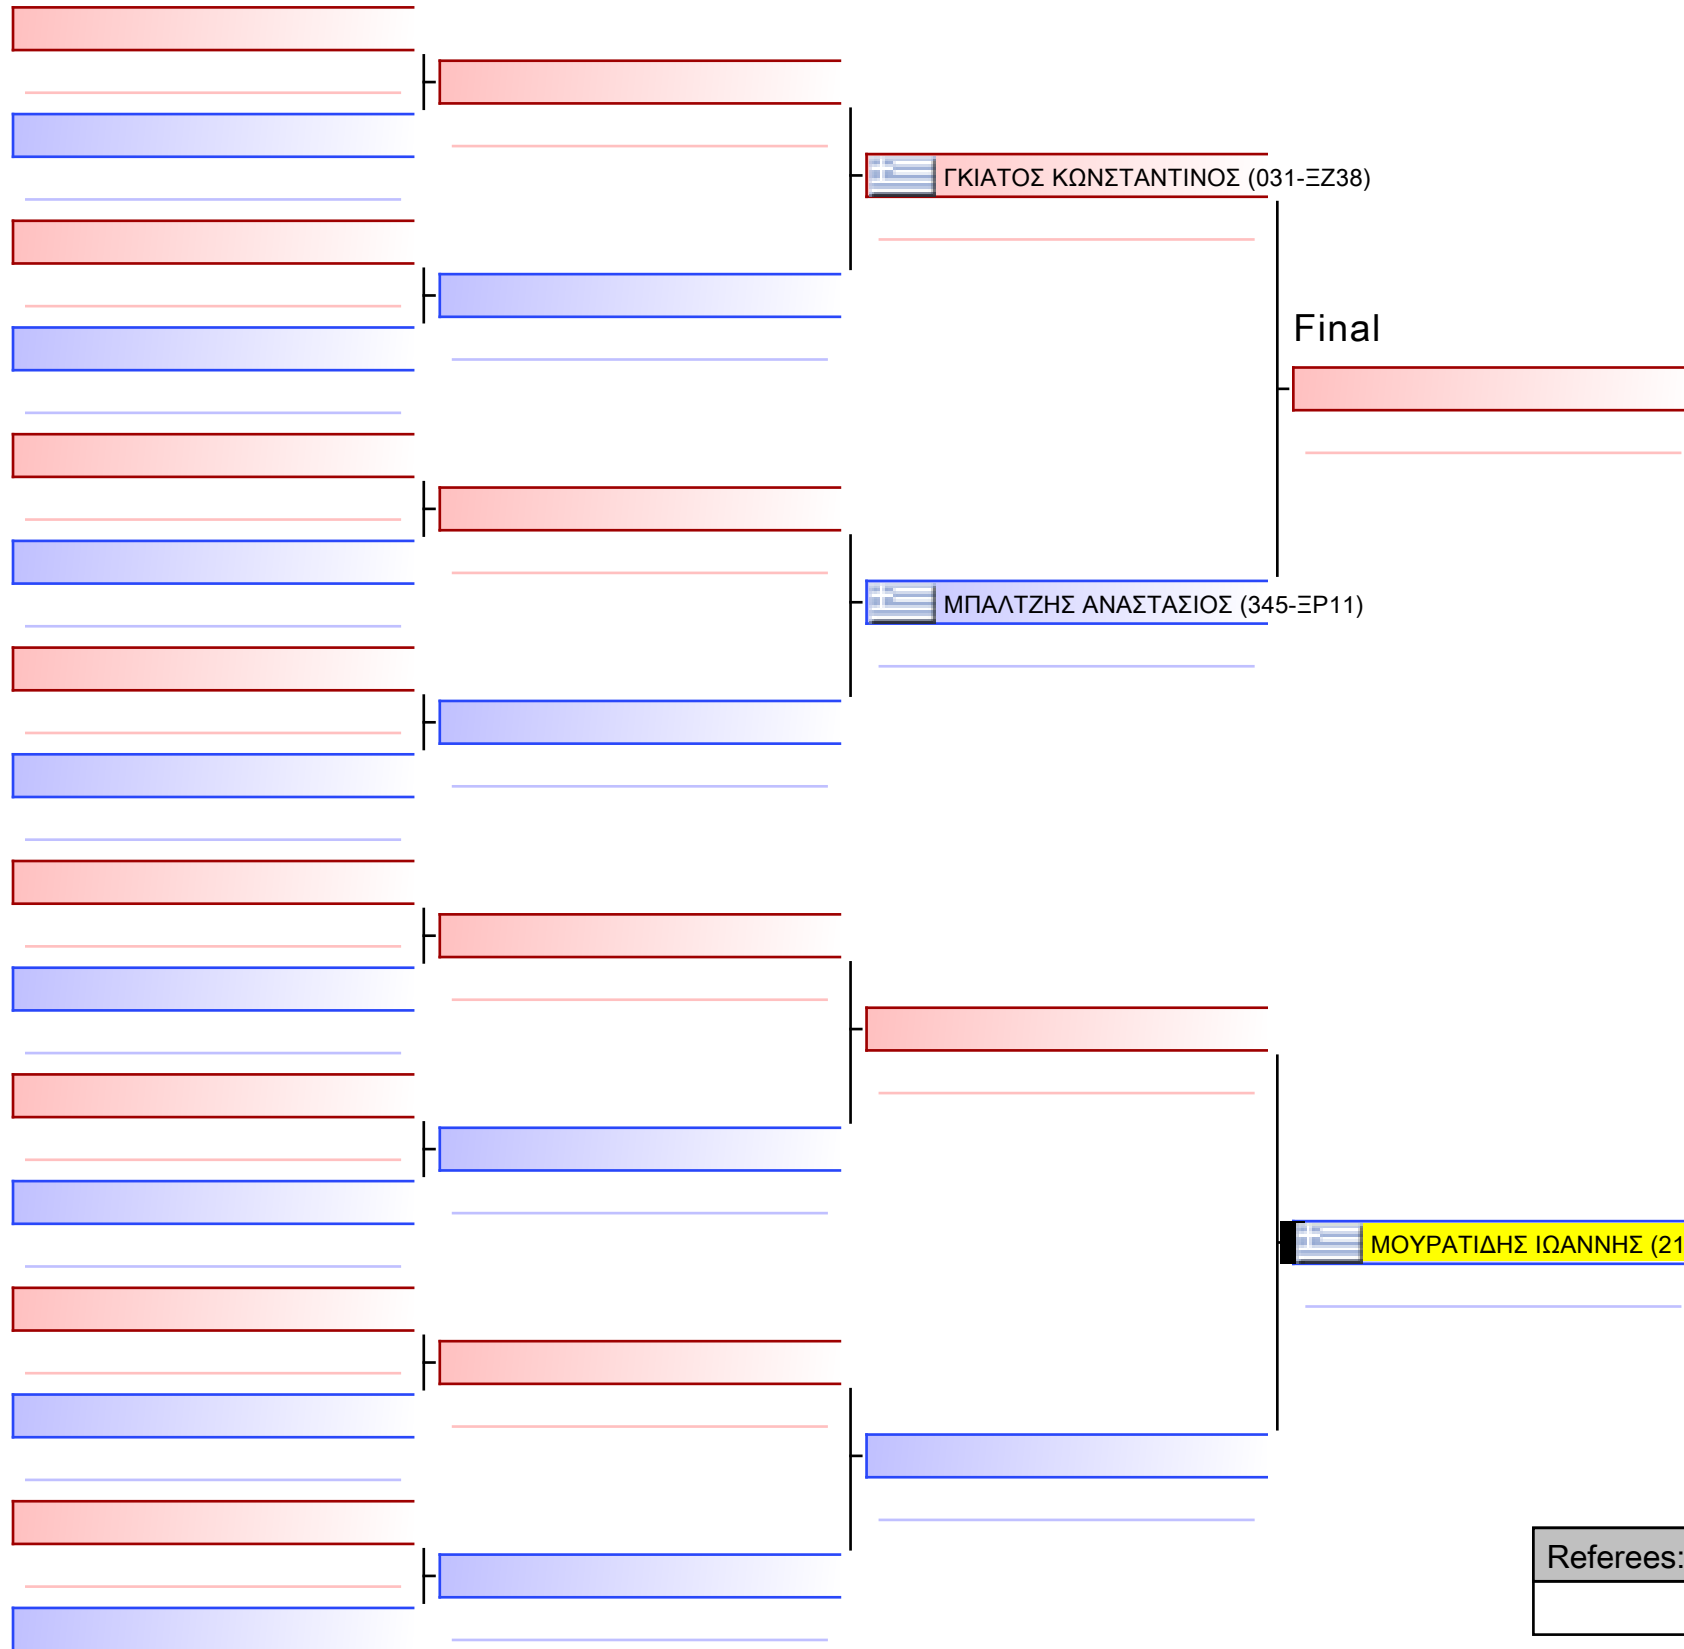 ΓΚΙΑΤΟΣ ΚΩΝΣΤΑΝΤΙΝΟΣ (031-ΞΖ38)
Final
ΜΠΑΛΤΖΗΣ ΑΝΑΣΤΑΣΙΟΣ (345-ΞΡ11)
ΜΟΥΡΑΤΙΔΗΣ ΙΩΑΝΝΗΣ (21
Referees: